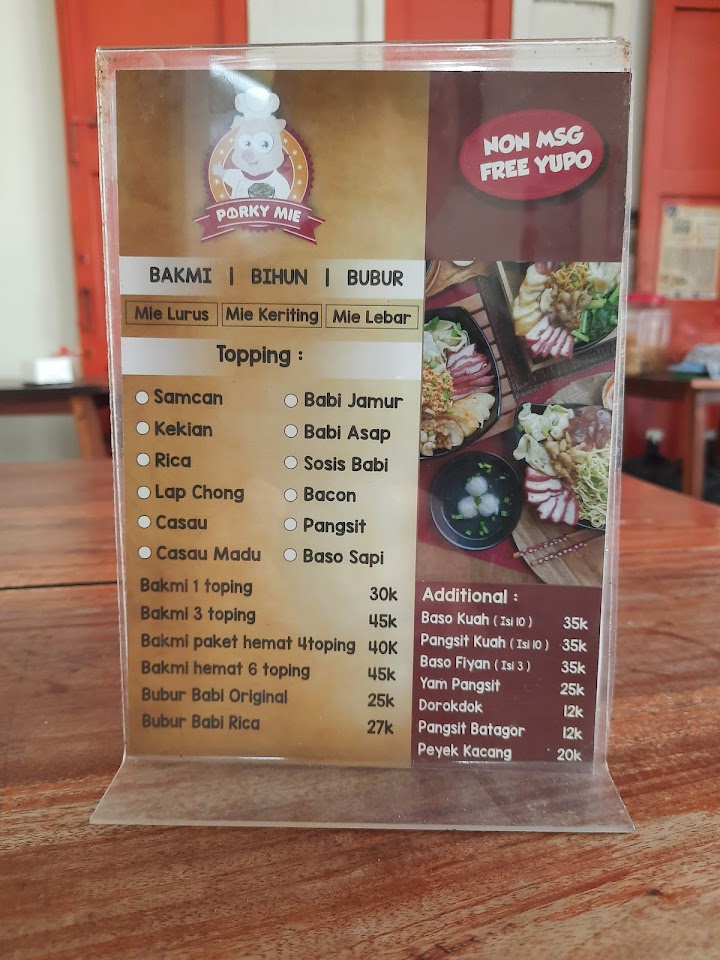 PORKY MIE
NON MSG
FREE YUPO
BAKMI | BIHUN | BUBUR
Mie Lurus
Mie Keriting
Mie Lebar
Topping :
Samcan
Kekian
Rica
Lap Chong
Casau
Casau Madu
Babi Jamur
Babi Asap
Sosis Babi
Bacon
Pangsit
Baso Sapi
Bakmi 1 toping 30k
Bakmi 3 toping 45k
Bakmi paket hemat 4toping 40K
Bakmi hemat 6 toping 45k
Bubur Babi Original 25k
Bubur Babi Rica 27k
Additional :
Baso Kuah ( Isi 10 ) 35k
Pangsit Kuah ( Isi 10 ) 35k
Baso Fiyan ( Isi 3 ) 35k
Yam Pangsit 25k
Dorokdok 12k
Pangsit Batagor 12k
Peyek Kacang 20k